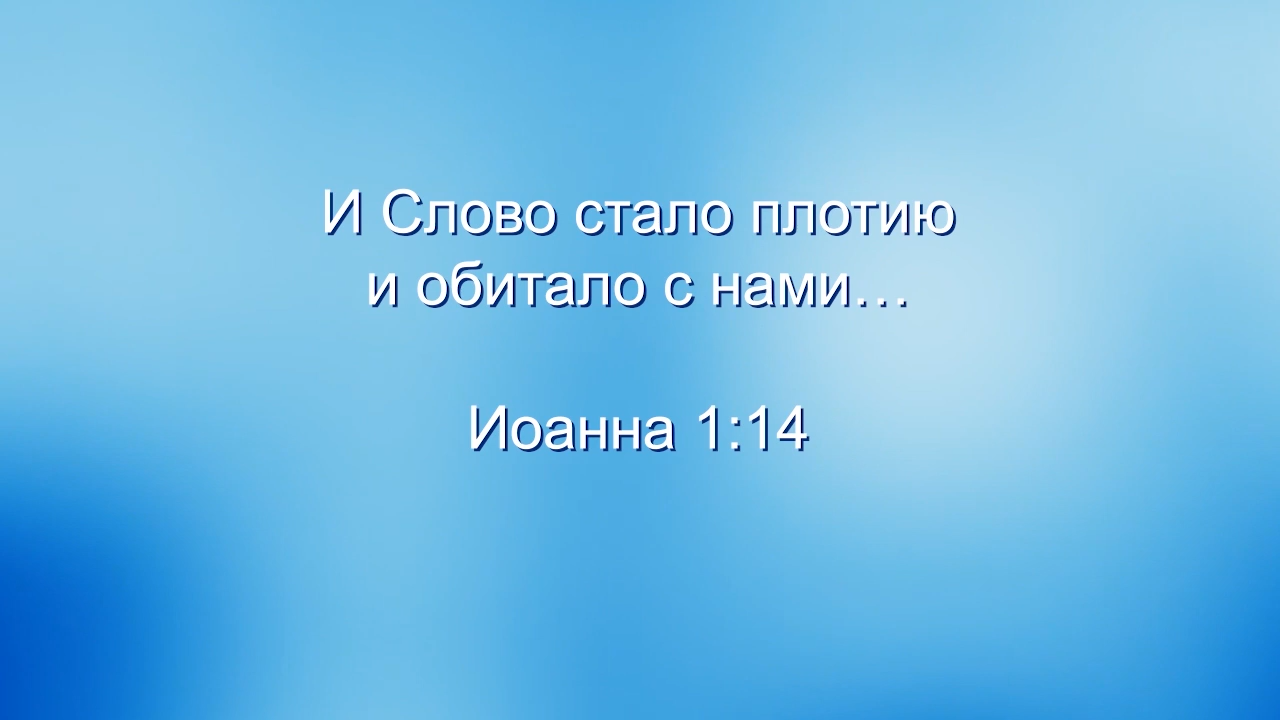 И Слово стало плотию
и обитало с нами…
Иоанна 1:14